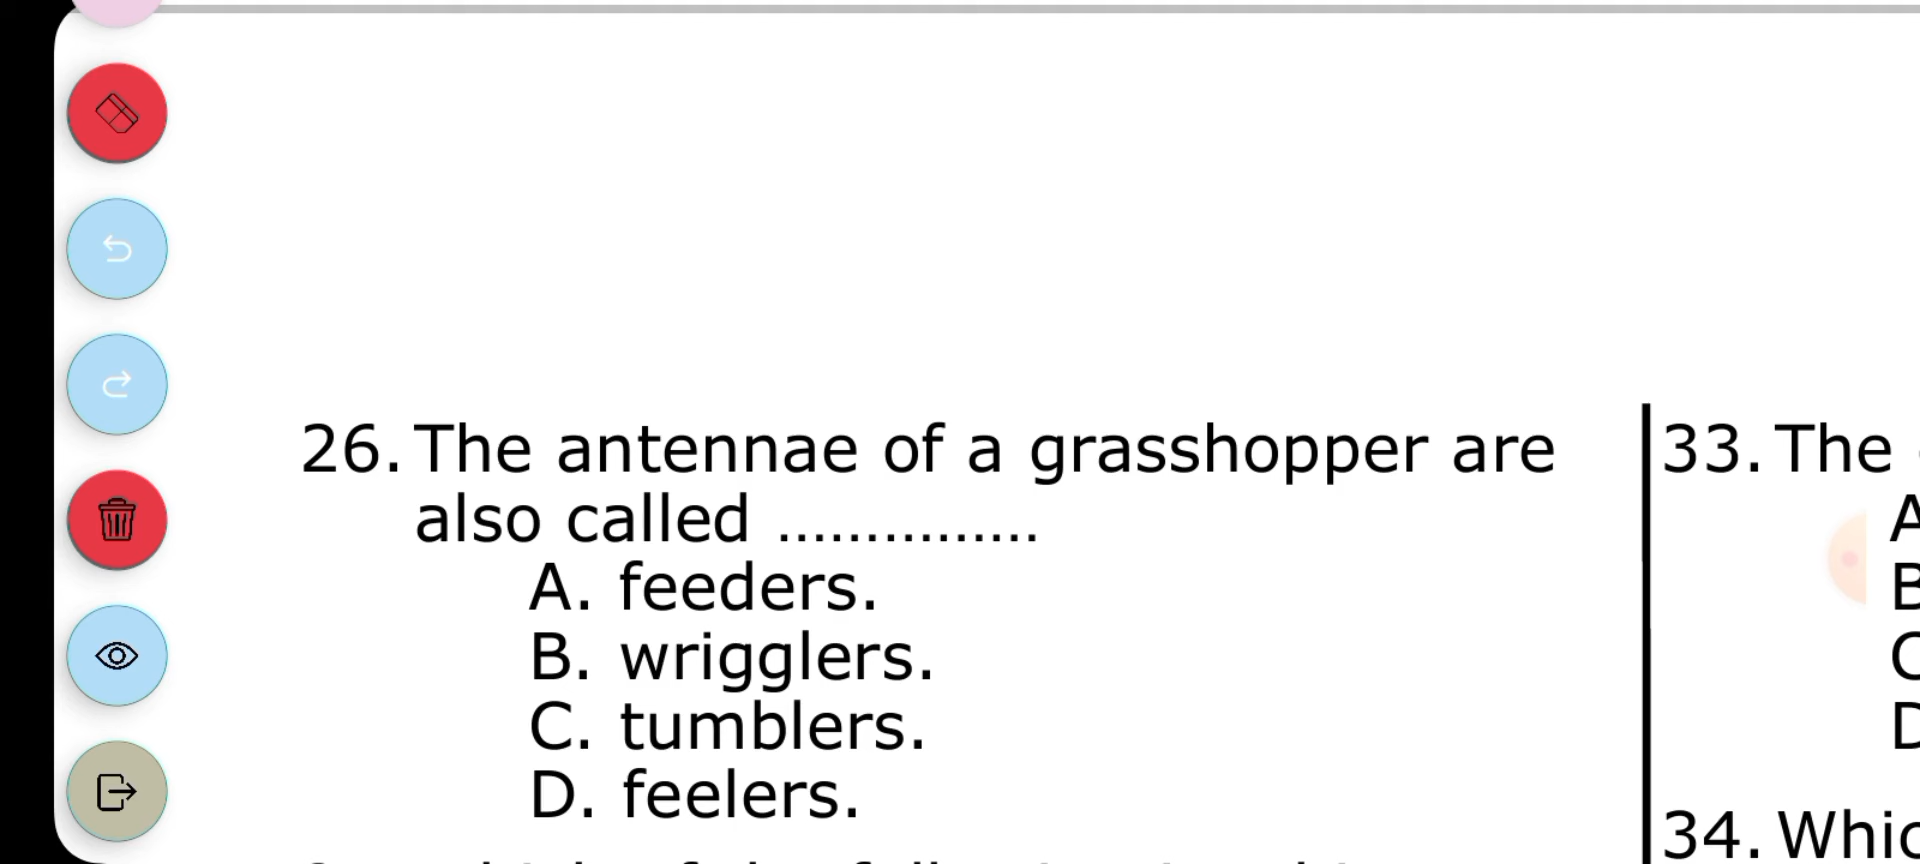 26. The antennae of a grasshopper are
also called ...............
A. feeders.
B. wrigglers.
C. tumblers.
D. feelers.
33. The
A
B
C
D
34. Whic